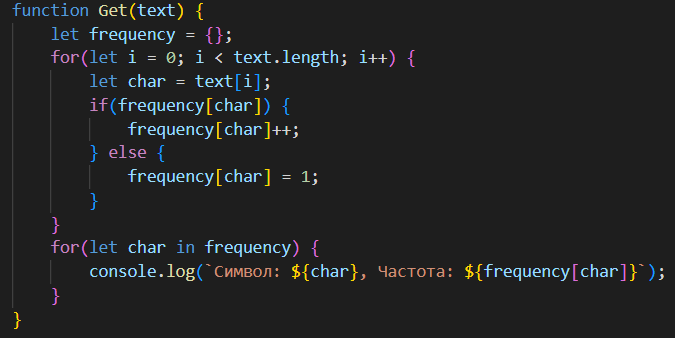 function Get(text) {
    let frequency = {};
    for(let i = 0; i < text.length; i++) {
        let char = text[i];
        if(frequency[char]) {
            frequency[char]++;
        } else {
            frequency[char] = 1;
        }
    }
    for(let char in frequency) {
        console.log(`Символ: ${char}, Частота: ${frequency[char]}`);
    }
}